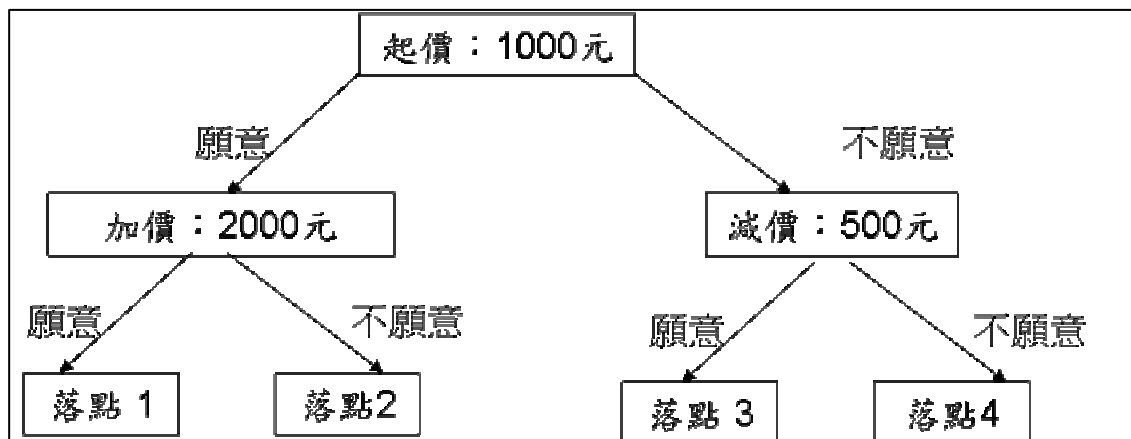 起價：1000元
願意
不願意
加價：2000元
減價：500元
願意
不願意
願意
不願意
落點 1
落點2
落點 3
落點4